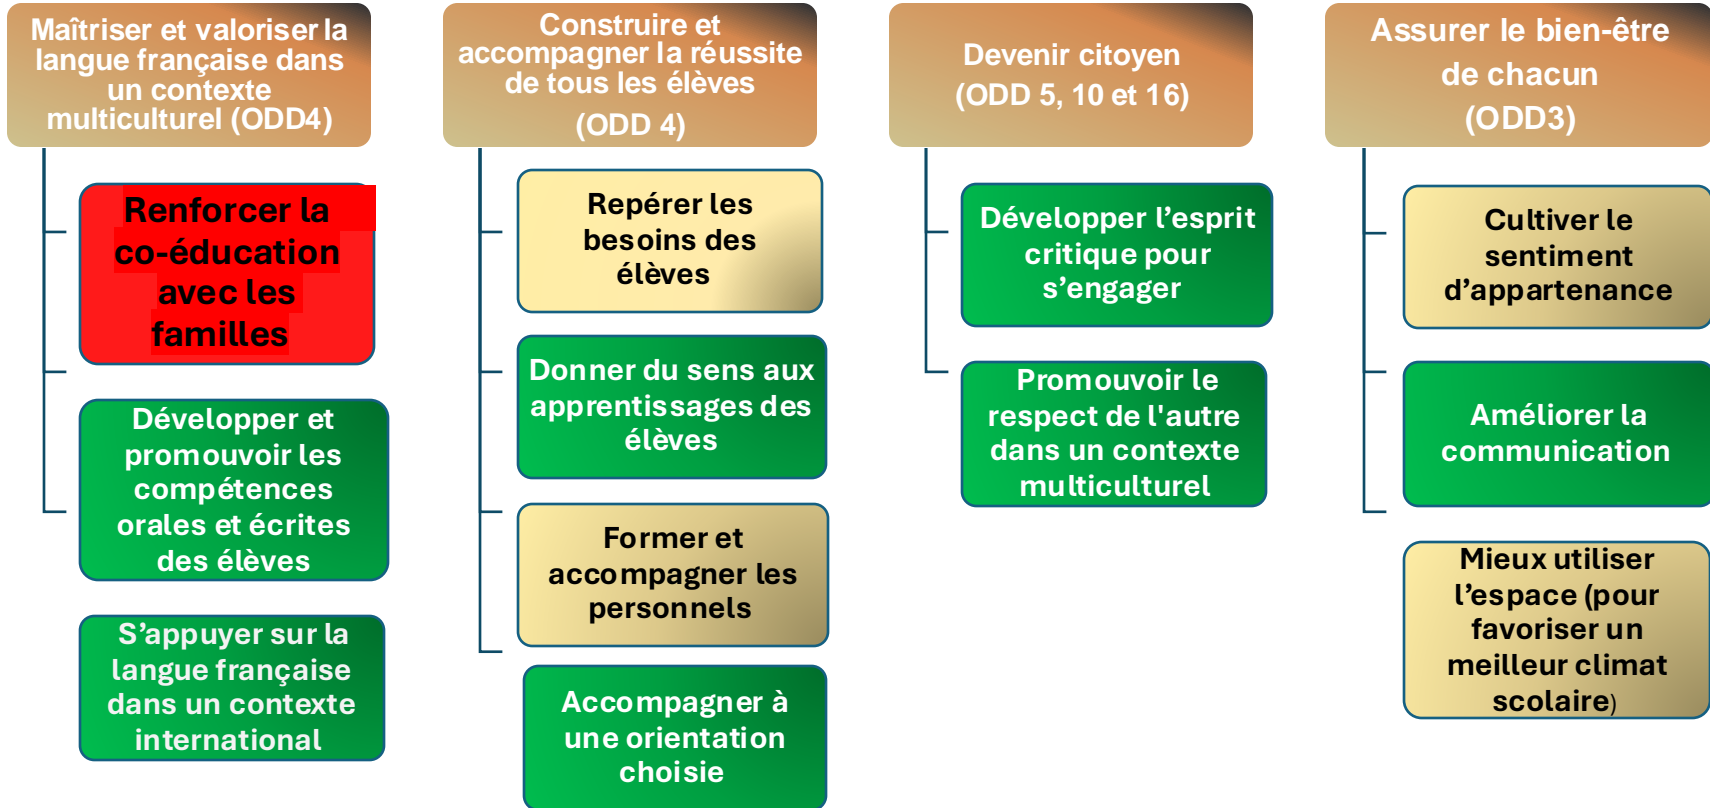 Maîtriser et valoriser la
langue française dans
un contexte
multiculturel (ODD4)
Renforcer la
co-éducation
avec les
familles
Développer et
promouvoir les
compétences
orales et écrites
des élèves
S'appuyer sur la
langue française
dans un contexte
international
Construire et
accompagner la réussite
de tous les élèves
(ODD 4)
Repérer les
besoins des
élèves
Donner du sens aux
apprentissages des
élèves
Former et
accompagner les
personnels
Accompagner à
une orientation
choisie
Devenir citoyen
(ODD 5, 10 et 16)
Développer l'esprit
critique pour
s'engager
Promouvoir le
respect de l'autre
dans un contexte
multiculturel
Assurer le bien-être
de chacun
(ODD3)
Cultiver le
sentiment
d'appartenance
Améliorer la
communication
Mieux utiliser
l'espace (pour
favoriser un
meilleur climat
scolaire)